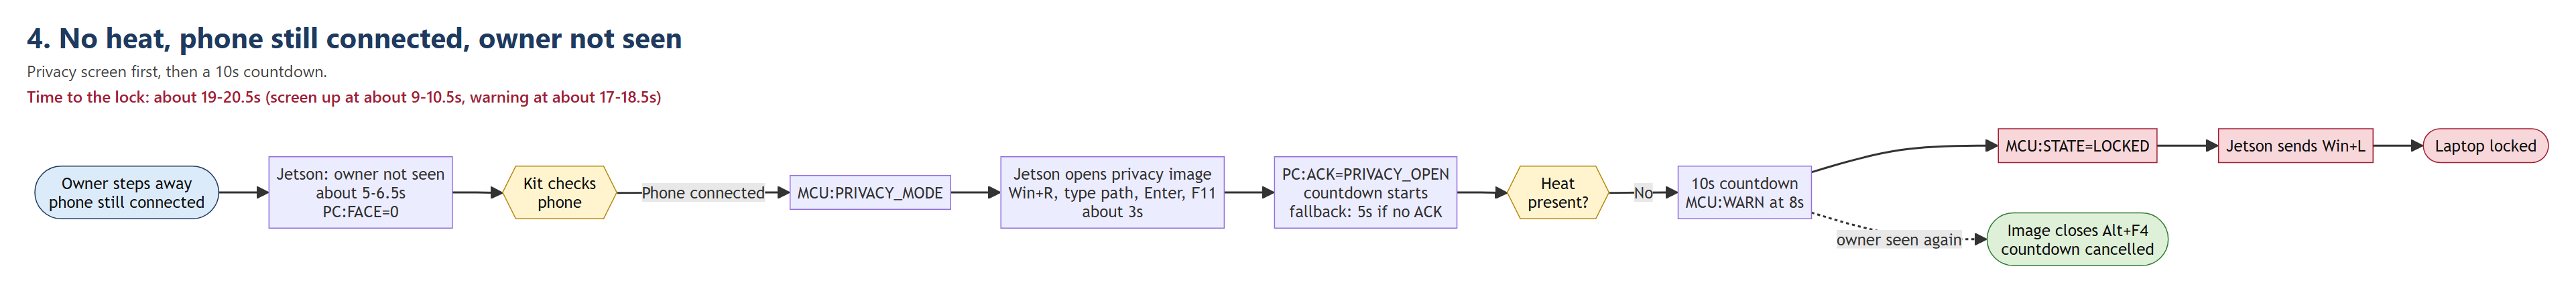 4. No heat, phone still connected, owner not seen
Privacy screen first, then a 10s countdown.
Time to the lock: about 19-20.5s (screen up at about 9-10.5s, warning at about 17-18.5s)
Owner steps away
phone still connected
Jetson: owner not seen
about 5-6.5s
PC:FACE=0
Kit checks
phone
Phone connected
MCU:PRIVACY_MODE
Jetson opens privacy image
Win+R, type path, Enter, F11
about 3s
PC:ACK=PRIVACY_OPEN
countdown starts
fallback: 5s if no ACK
Heat
present?
No
10s countdown
MCU:WARN at 8s
MCU:STATE=LOCKED
Jetson sends Win+L
Laptop locked
owner seen again
Image closes Alt+F4
countdown cancelled